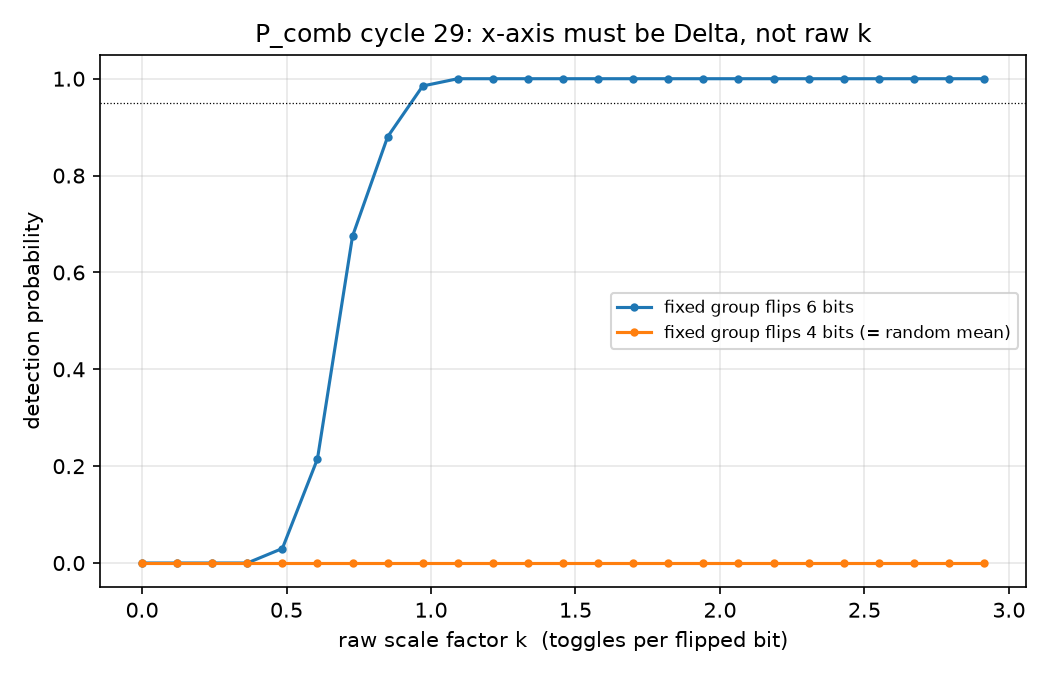 P_comb cycle 29: x-axis must be Delta, not raw k
detection probability
1.0
0.8
0.6
0.4
0.2
0.0
fixed group flips 6 bits
fixed group flips 4 bits (= random mean)
0.0 0.5 1.0 1.5 2.0 2.5 3.0
raw scale factor k  (toggles per flipped bit)